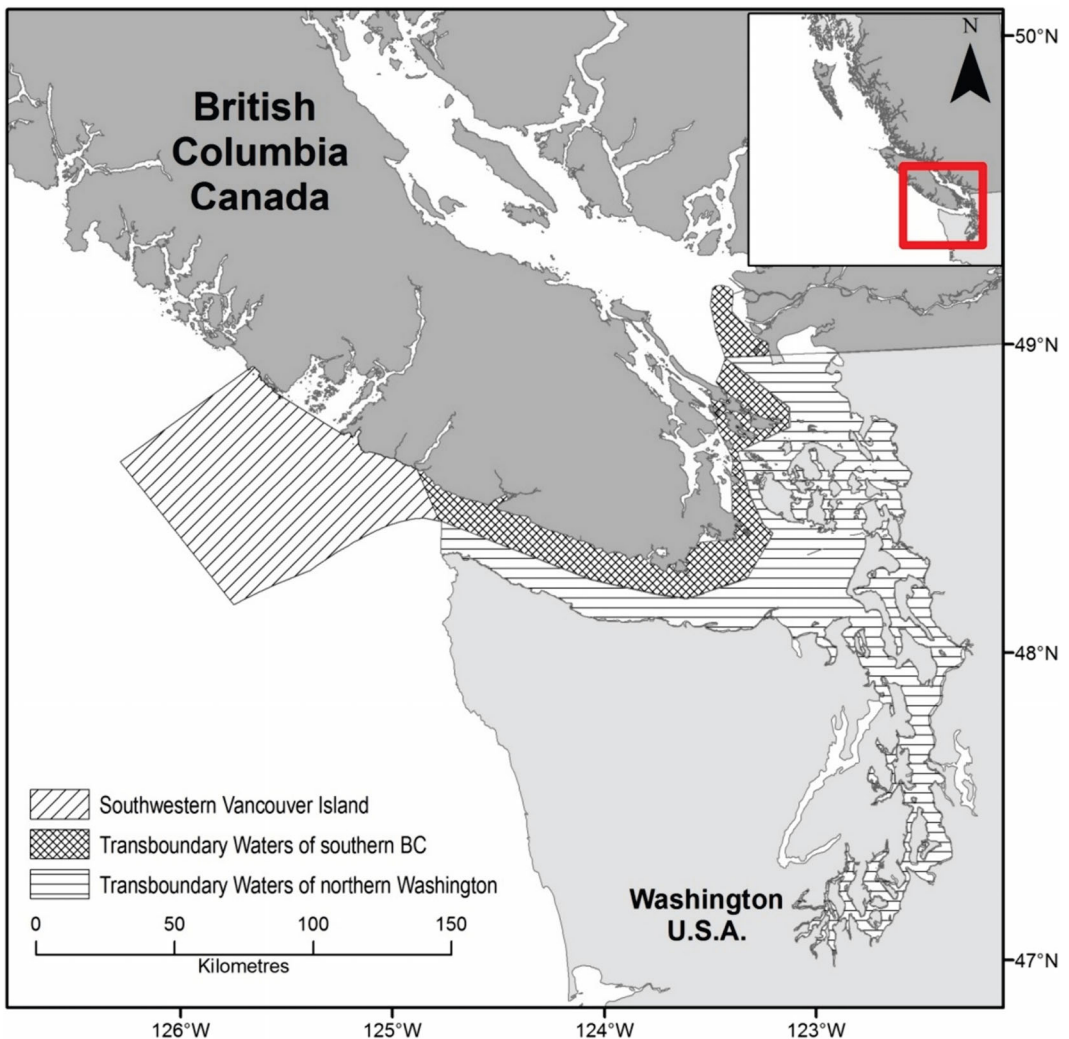 N
50°N
British
Columbia
Canada
49°N
48°N
Southwestern Vancouver Island
Transboundary Waters of southern BC
Transboundary Waters of northern Washington
0 50 100 150
Kilometres
Washington
U.S.A.
47°N
126°W 125°W 124°W 123°W